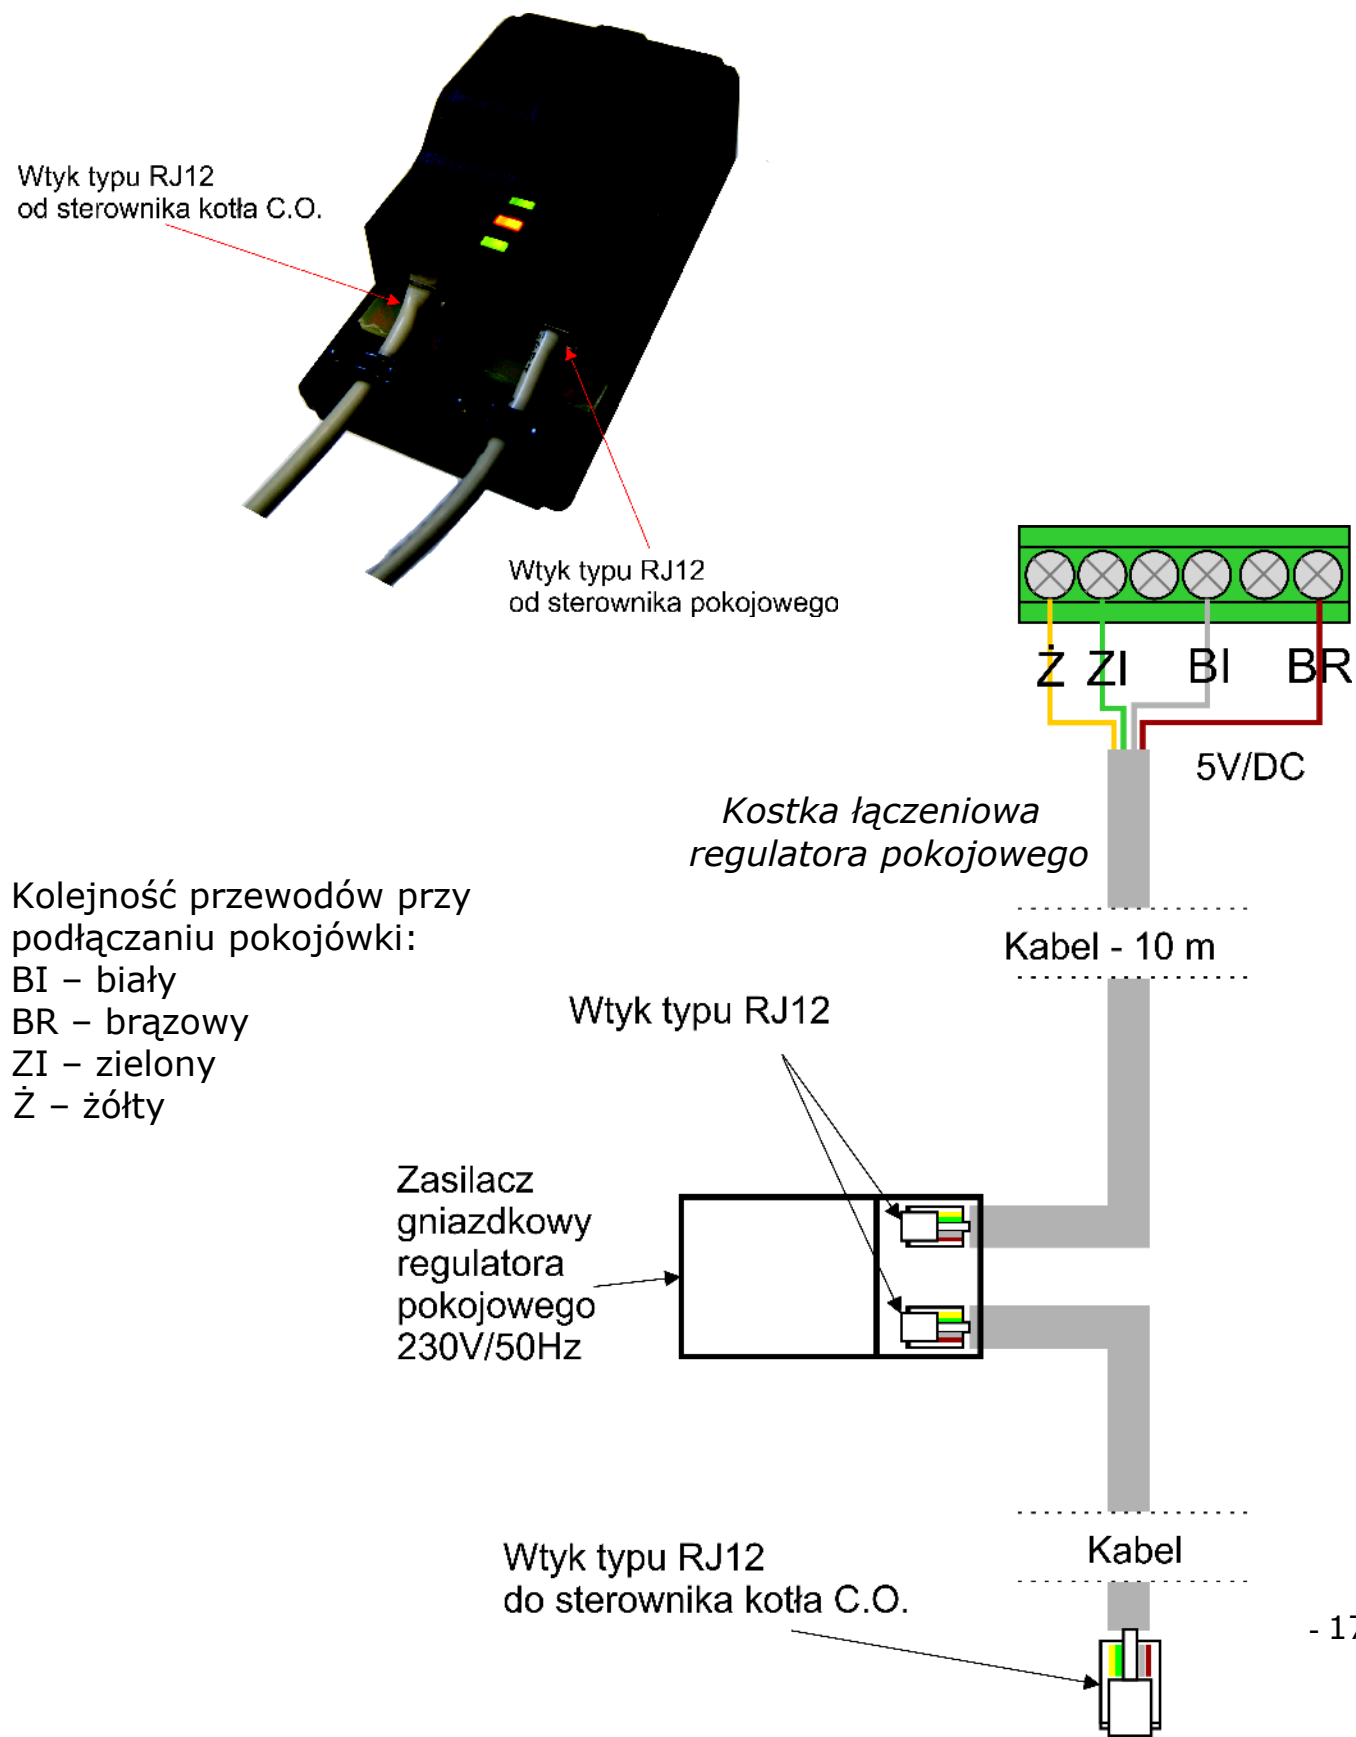 Wtyk typu RJ12
od sterownika kotła C.O.
Wtyk typu RJ12
od sterownika pokojowego
Ż ZI BI BR
5V/DC
Kostka łączeniowa
regulatora pokojowego
Kolejność przewodów przy
podłączaniu pokojówki:
BI – biały
BR – brązowy
ZI – zielony
Ż – żółty
Kabel - 10 m
Wtyk typu RJ12
Zasilacz
gniazdkowy
regulatora
pokojowego
230V/50Hz
Kabel
Wtyk typu RJ12
do sterownika kotła C.O.
- 17